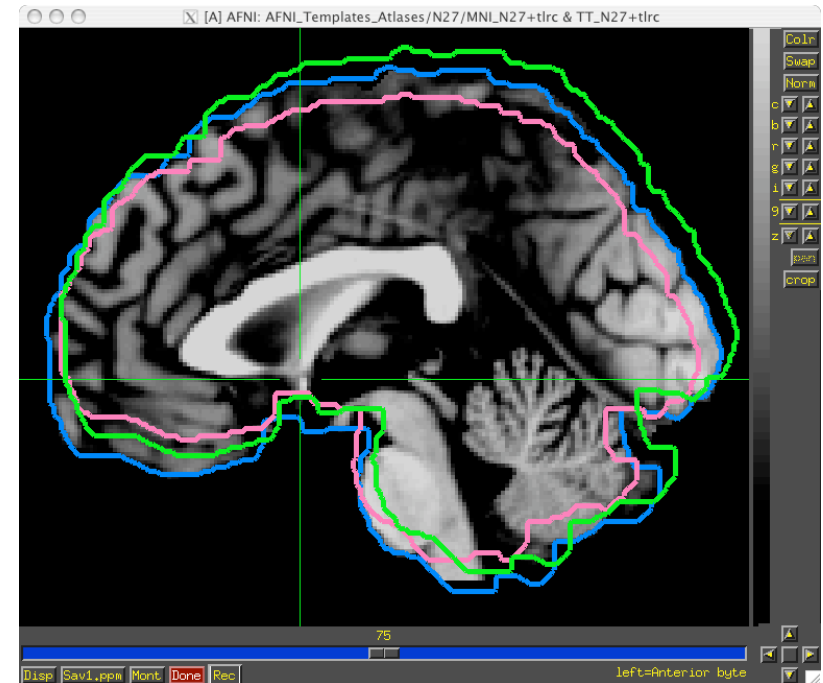 [A] AFNI: AFNI_Templates_Atlases/N27/MNI_N27+tlrc & TT_N27+tlrc
Colr
Swap
Norm
c
b
r
g
i
9
z
pan
crop
75
left=Anterior byte
Disp Sav1.ppm Mont Done Rec